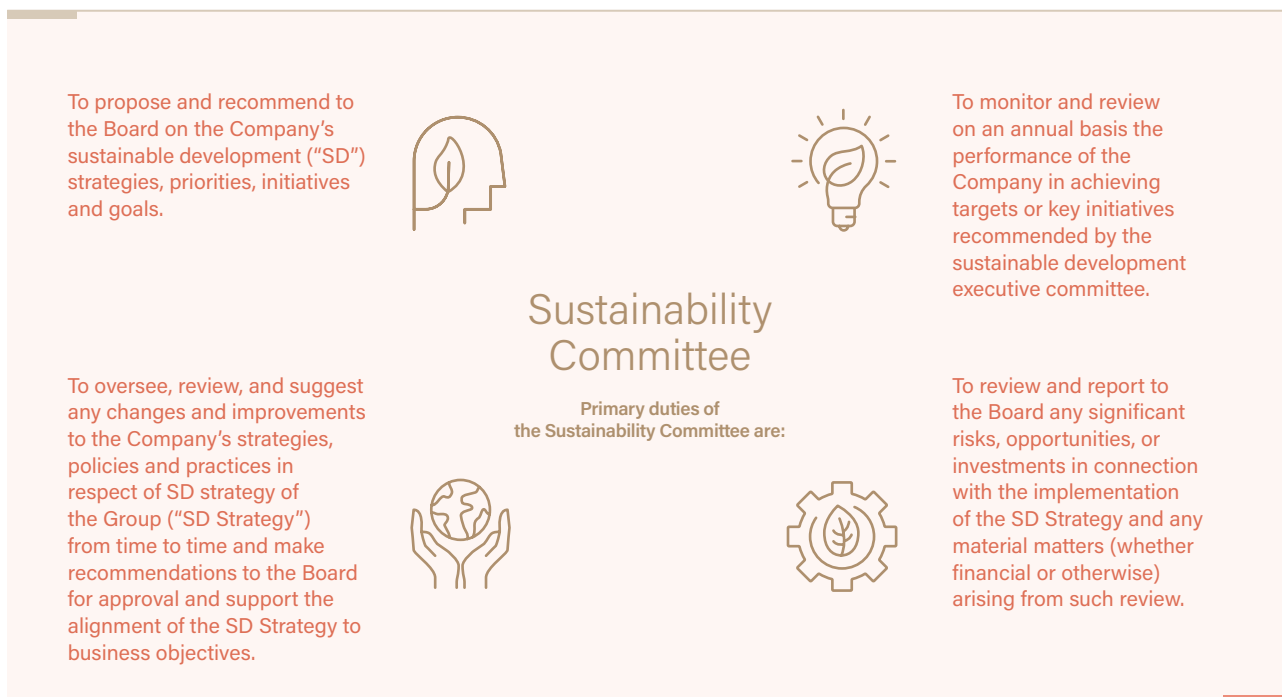 To propose and recommend to
the Board on the Company’s
sustainable development (“SD”)
strategies, priorities, initiatives
and goals.
To monitor and review
on an annual basis the
performance of the
Company in achieving
targets or key initiatives
recommended by the
sustainable development
executive committee.
Sustainability
Committee
Primary duties of
the Sustainability Committee are:
To oversee, review, and suggest
any changes and improvements
to the Company’s strategies,
policies and practices in
respect of SD strategy of
the Group (“SD Strategy”)
from time to time and make
recommendations to the Board
for approval and support the
alignment of the SD Strategy to
business objectives.
To review and report to
the Board any significant
risks, opportunities, or
investments in connection
with the implementation
of the SD Strategy and any
material matters (whether
financial or otherwise)
arising from such review.